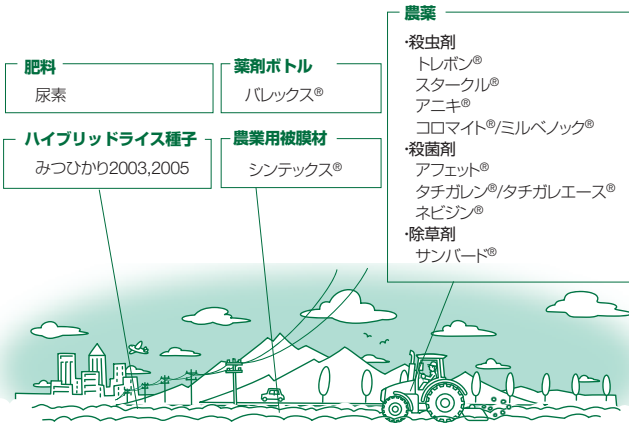 肥料
尿素
薬剤ボトル
バレックス®
ハイブリッドライス種子
みつひかり2003,2005
農業用被膜材
シンテックス®
農薬
・殺虫剤
トレボン®
スタークル®
アニキ®
コロマイト®/ミルベノック®
・殺菌剤
アフェット®
タチガレン®/タチガレエース®
ネビジン®
・除草剤
サンバード®